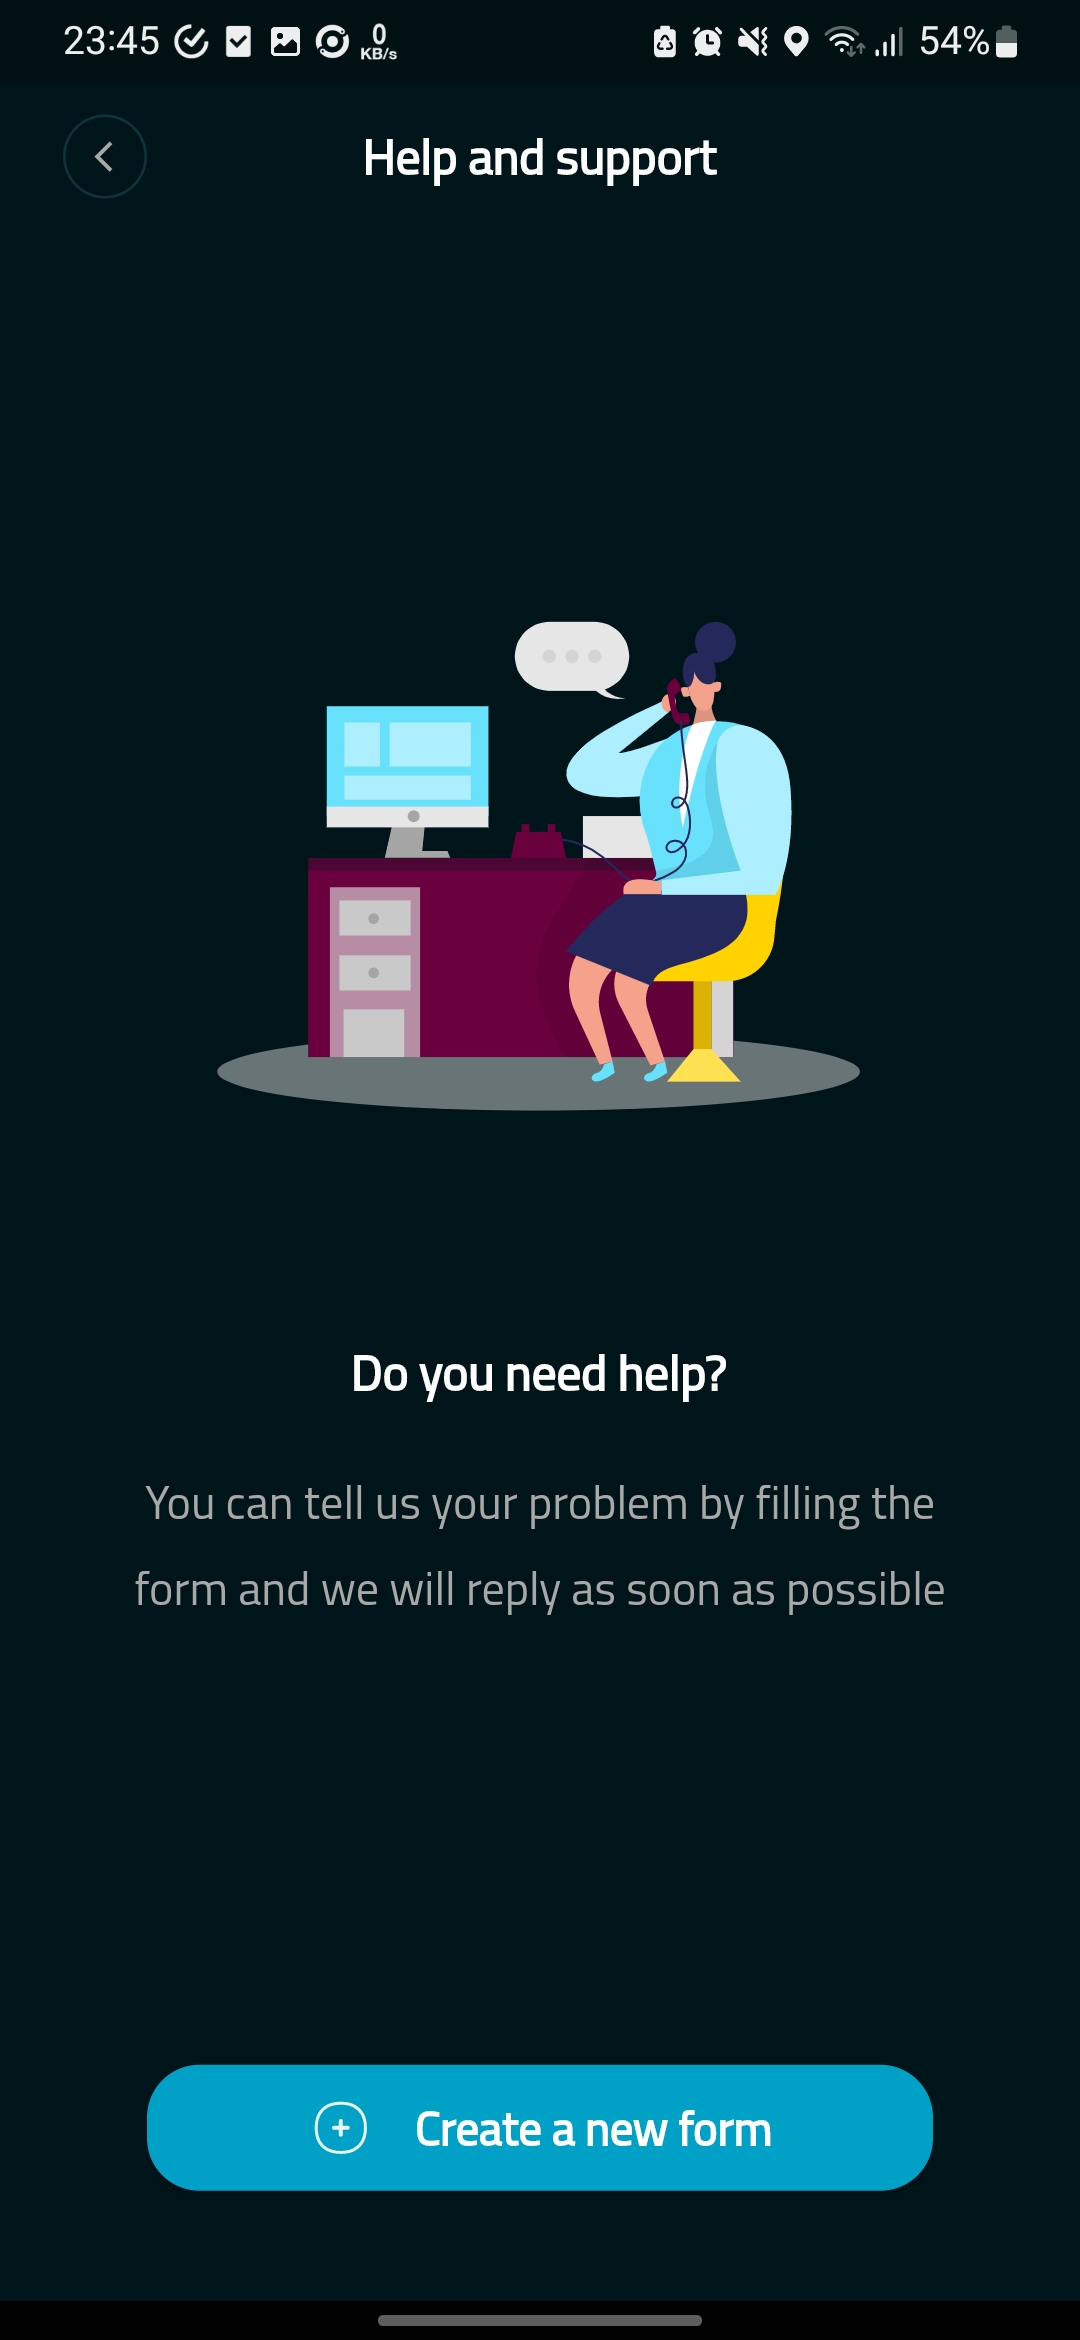 23:45 0 KB/s 54%
Help and support
Do you need help?
You can tell us your problem by filling the
form and we will reply as soon as possible
Create a new form